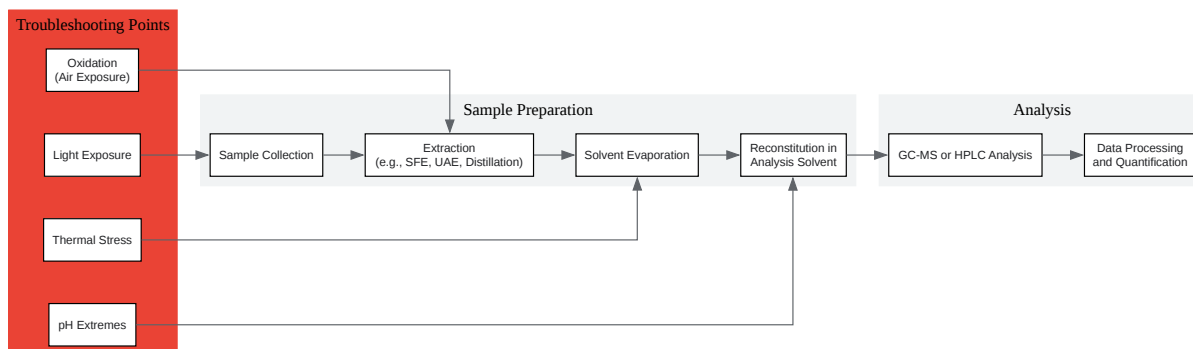 Troubleshooting Points
Oxidation
(Air Exposure)
Light Exposure
Thermal Stress
pH Extremes
Sample Preparation
Sample Collection
Extraction
(e.g., SFE, UAE, Distillation)
Solvent Evaporation
Reconstitution in
Analysis Solvent
Analysis
GC-MS or HPLC Analysis
Data Processing
and Quantification